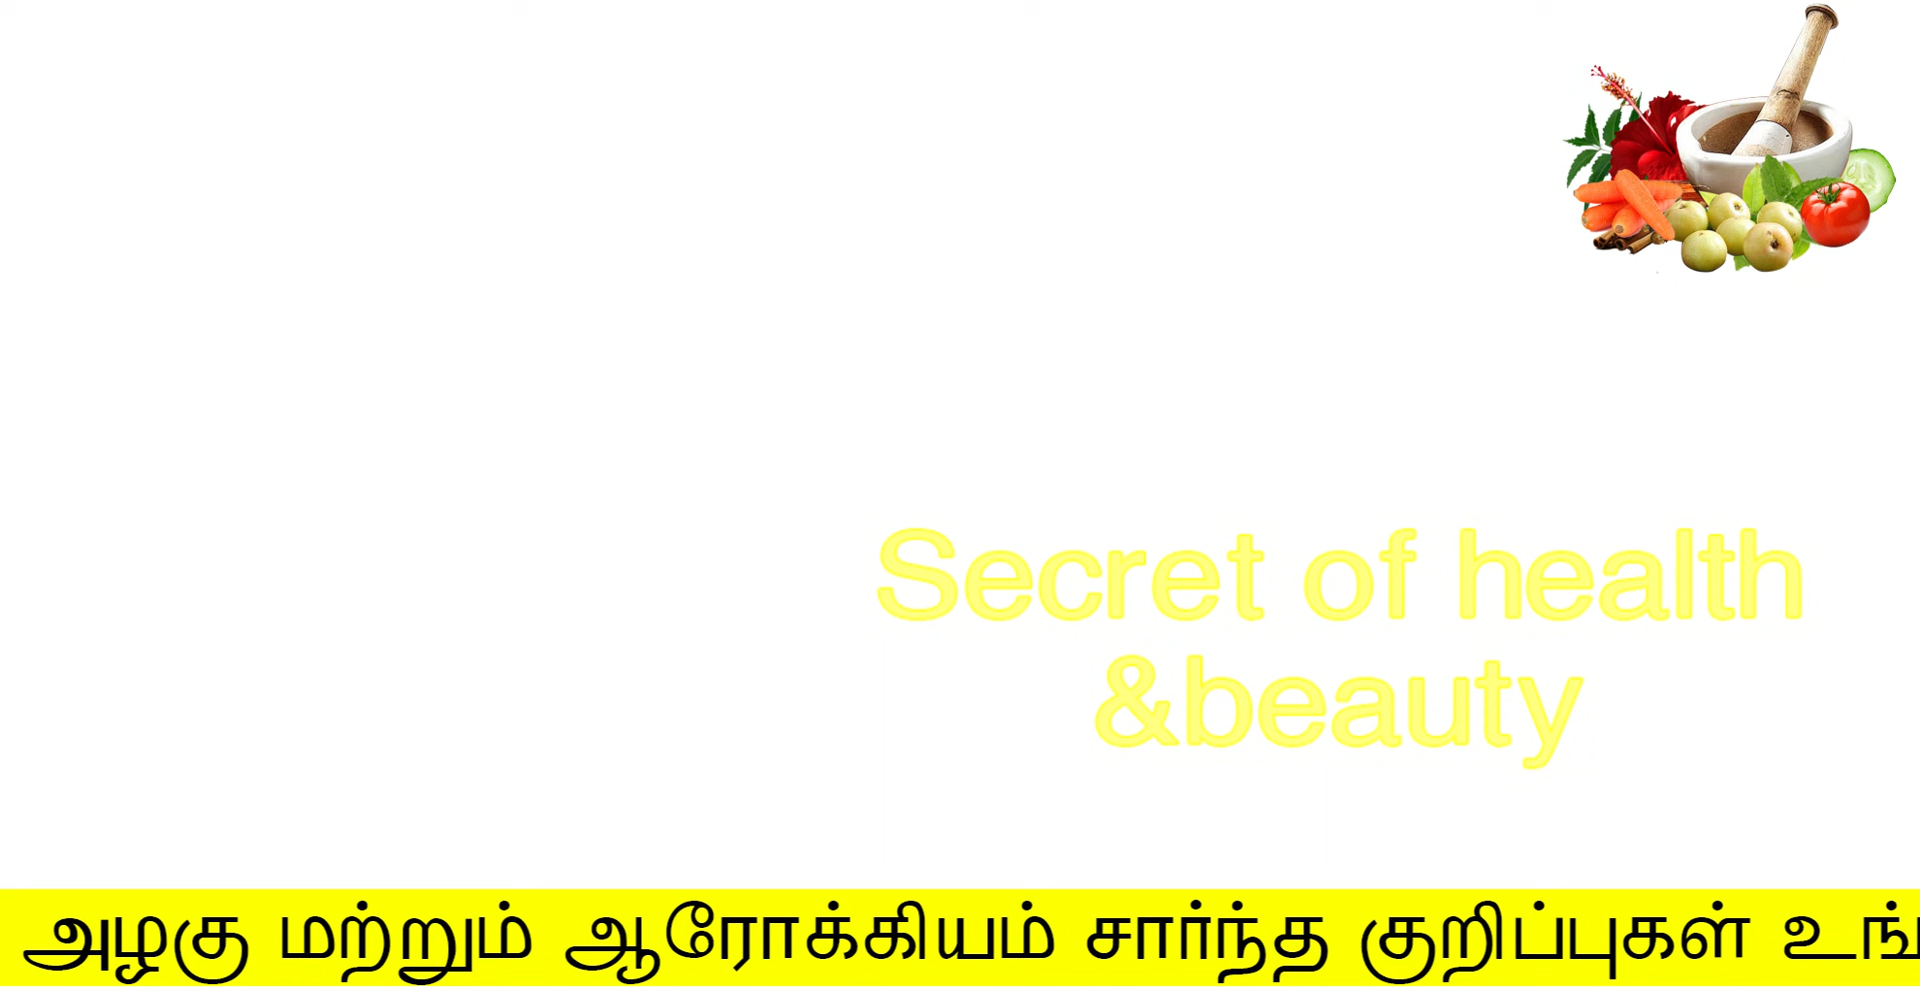 Secret of health
&beauty
அழகு மற்றும் ஆரோக்கியம் சார்ந்த குறிப்புகள்